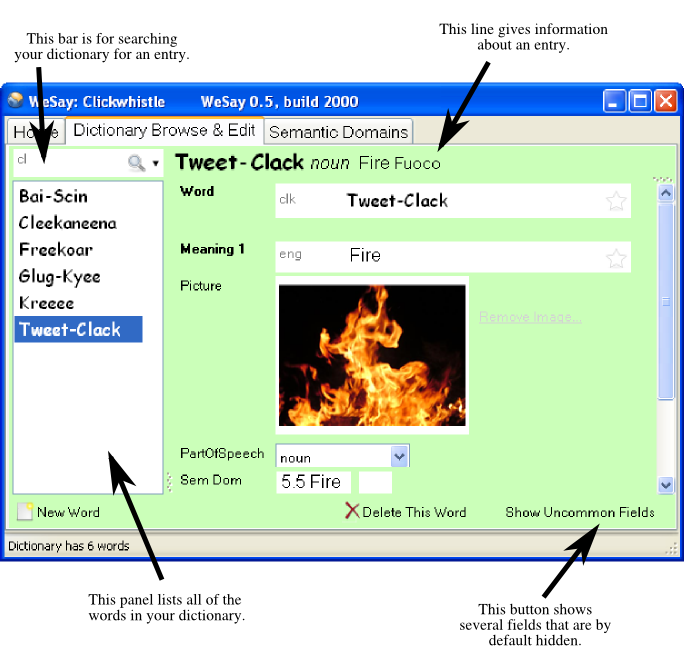 This bar is for searching
your dictionary for an entry.
This line gives information
about an entry.
WeSay: Clickwhistle WeSay 0.5, build 2000
Home Dictionary Browse & Edit Semantic Domains
cl
Tweet-Clack noun Fire Fuoco
Bai-Scin
Cleekaneena
Freekoar
Glug-Kyee
Kreeee
Tweet-Clack
Word clk Tweet-Clack
Meaning 1 eng Fire
Picture
Remove Image...
PartOfSpeech noun
Sem Dom 5.5 Fire
New Word Delete This Word Show Uncommon Fields
Dictionary has 6 words
This panel lists all of the
words in your dictionary.
This button shows
several fields that are by
default hidden.